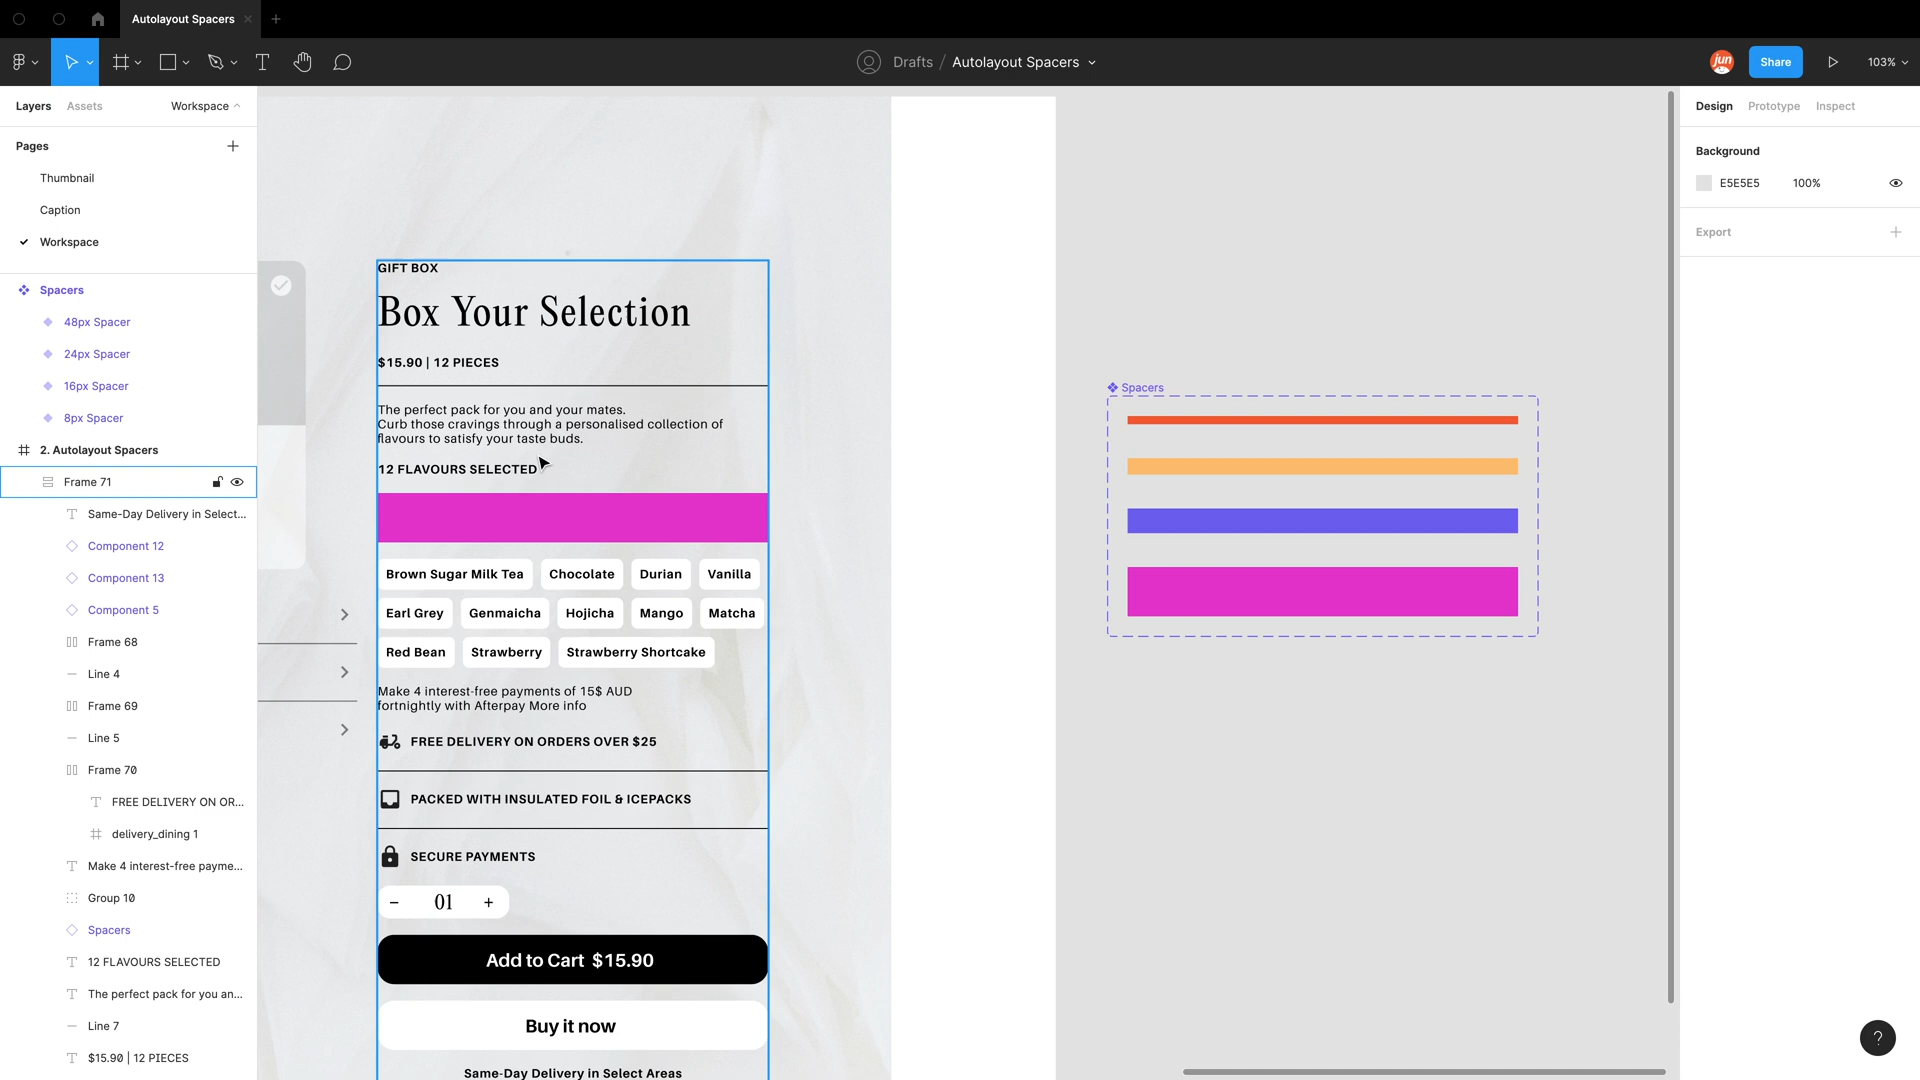 Autolayout Spacers
Drafts / Autolayout Spacers
jun
Share
103%
Layers
Assets
Workspace
Pages
Thumbnail
Caption
Workspace
Spacers
48px Spacer
24px Spacer
16px Spacer
8px Spacer
2. Autolayout Spacers
Frame 71
Same-Day Delivery in Select...
Component 12
Component 13
Component 5
Frame 68
Line 4
Frame 69
Line 5
Frame 70
FREE DELIVERY ON OR...
delivery_dining 1
Make 4 interest-free payme...
Group 10
Spacers
12 FLAVOURS SELECTED
The perfect pack for you an...
Line 7
$15.90 | 12 PIECES
GIFT BOX
Box Your Selection
$15.90 | 12 PIECES
The perfect pack for you and your mates.
Curb those cravings through a personalised collection of
flavours to satisfy your taste buds.
12 FLAVOURS SELECTED
Brown Sugar Milk Tea
Chocolate
Durian
Vanilla
Earl Grey
Genmaicha
Hojicha
Mango
Matcha
Red Bean
Strawberry
Strawberry Shortcake
Make 4 interest-free payments of 15$ AUD
fortnightly with Afterpay More info
FREE DELIVERY ON ORDERS OVER $25
PACKED WITH INSULATED FOIL & ICEPACKS
SECURE PAYMENTS
− 01 +
Add to Cart $15.90
Buy it now
Same-Day Delivery in Select Areas
Spacers
Design
Prototype
Inspect
Background
E5E5E5
100%
Export
?